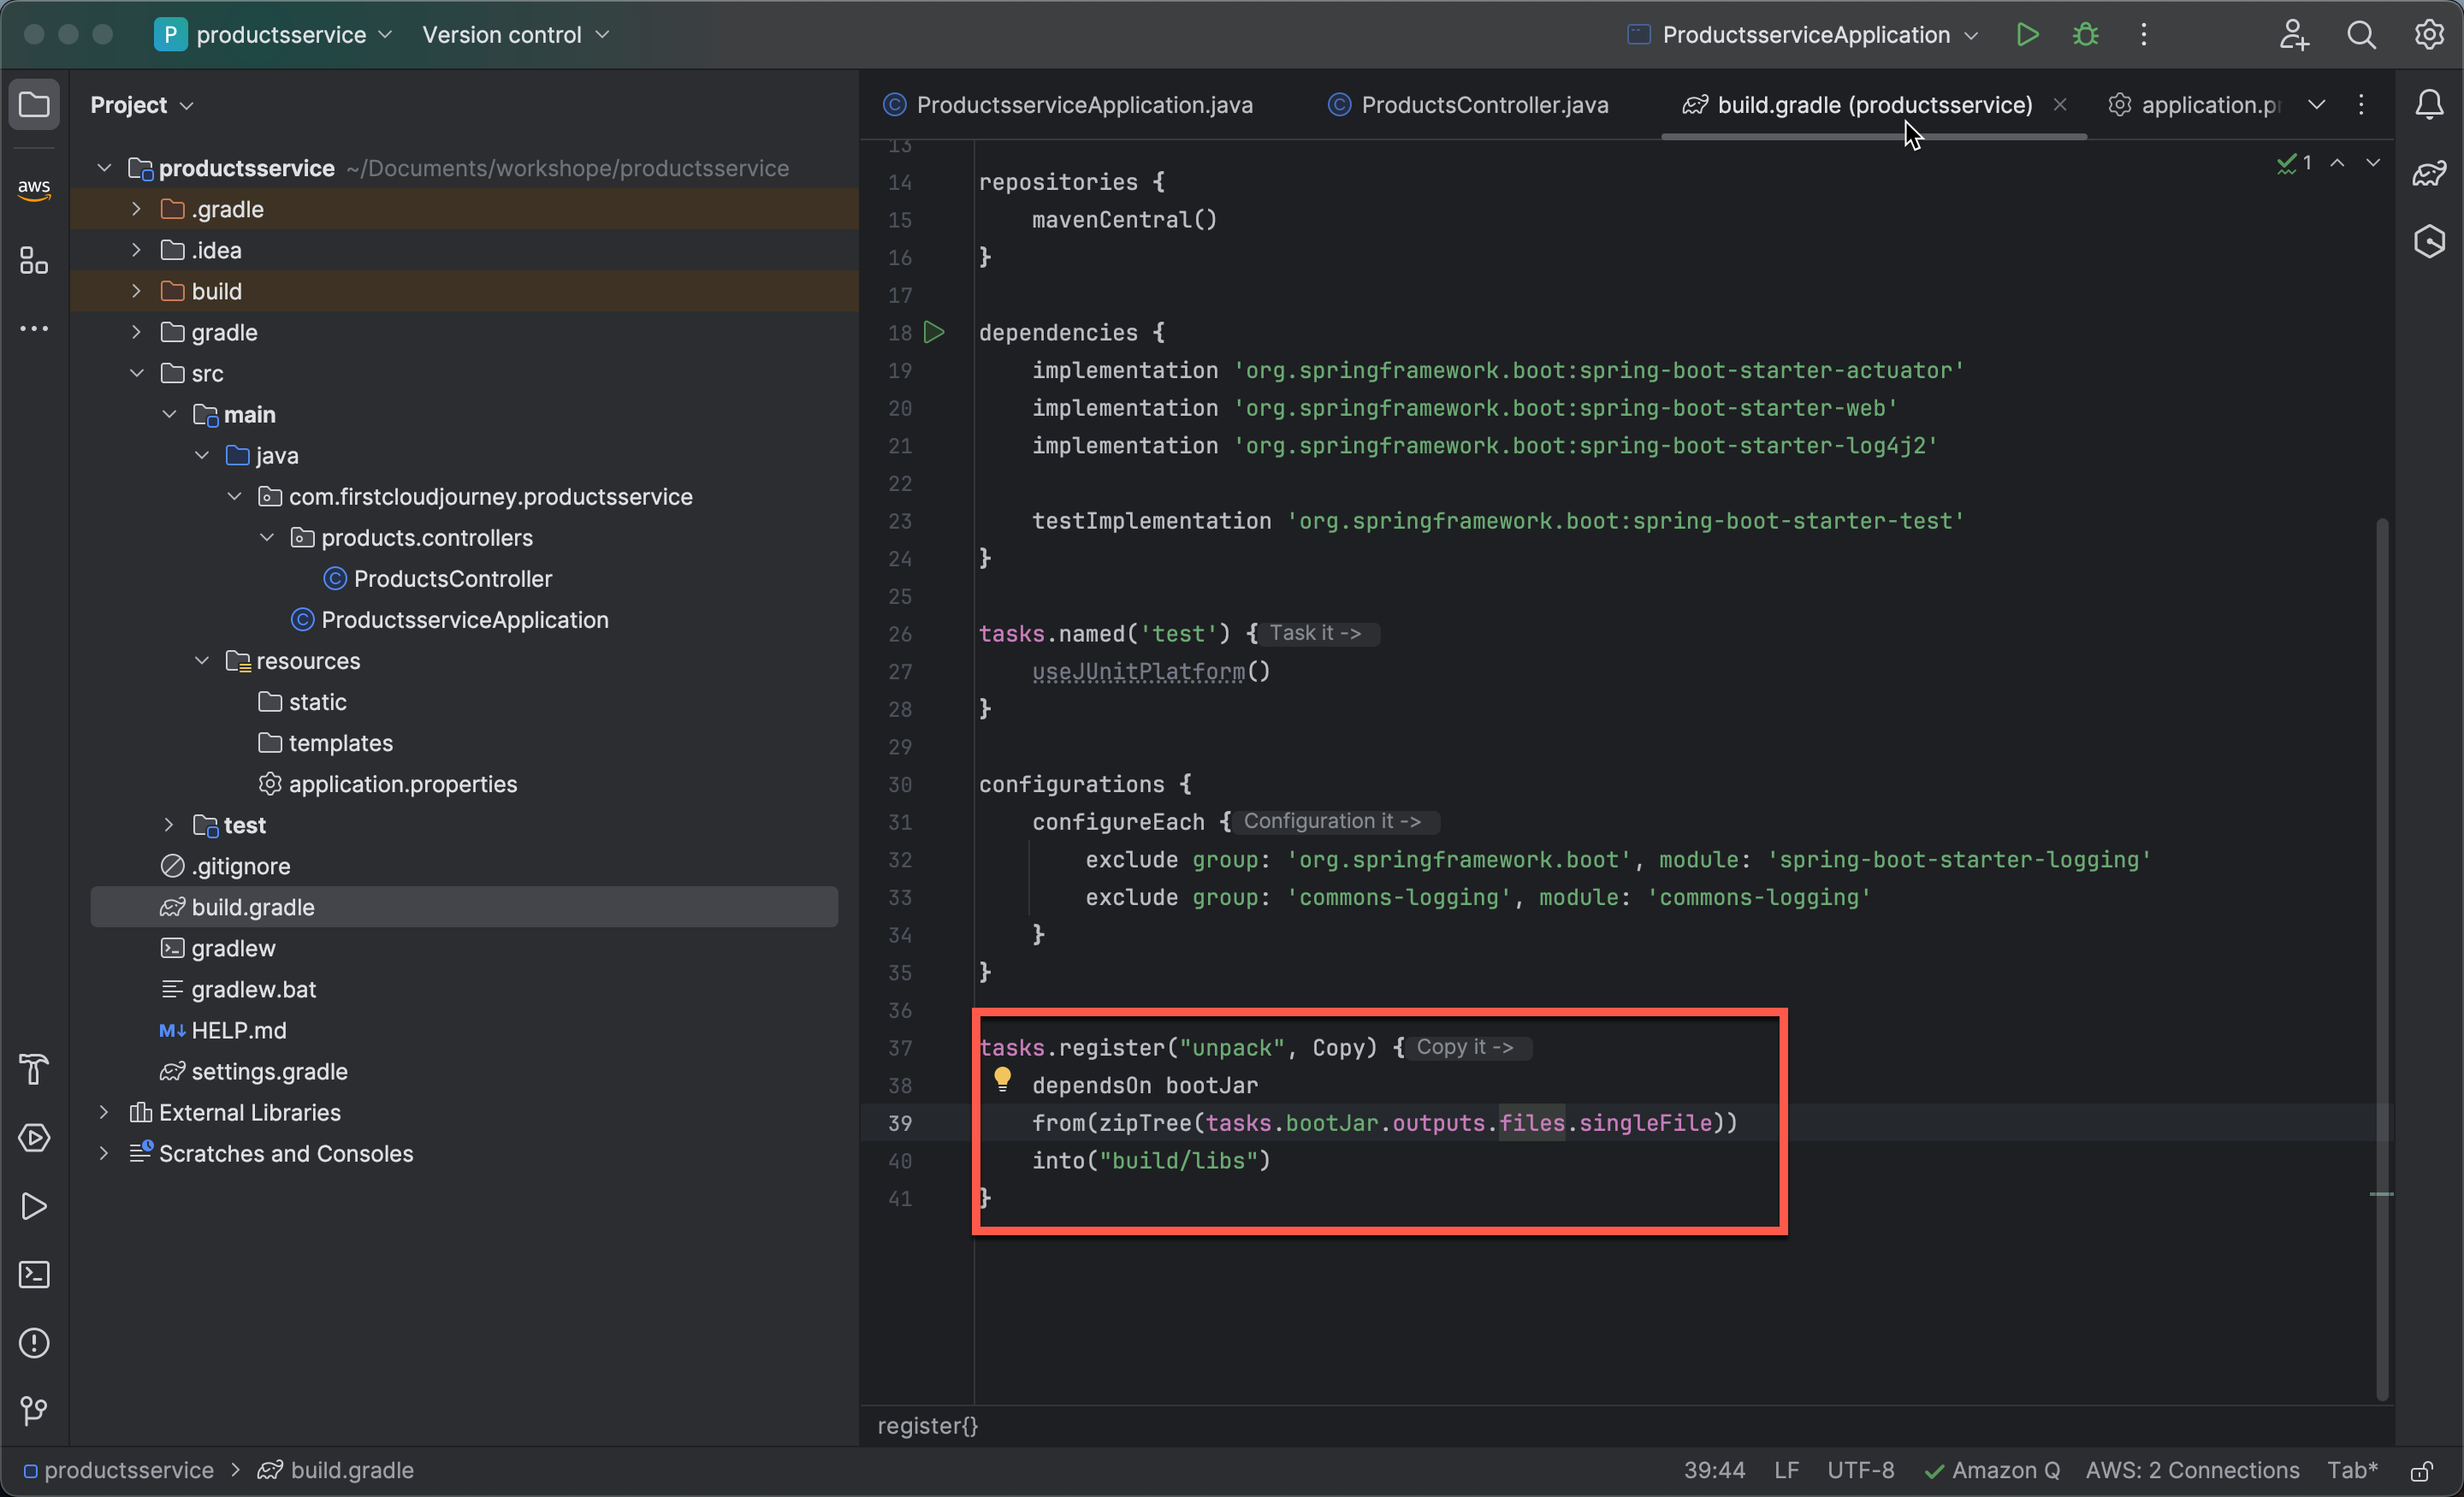 P productsservice Version control ProductsserviceApplication
Project
aws
productsservice ~/Documents/workshope/productsservice
.gradle
.idea
build
gradle
src
main
java
com.firstcloudjourney.productsservice
products.controllers
C ProductsController
C ProductsserviceApplication
resources
static
templates
application.properties
test
.gitignore
build.gradle
gradlew
gradlew.bat
M↓ HELP.md
settings.gradle
External Libraries
Scratches and Consoles
C ProductsserviceApplication.java C ProductsController.java build.gradle (productsservice) application.pr
1
13
14 repositories {
15 mavenCentral()
16 }
17
18 dependencies {
19 implementation 'org.springframework.boot:spring-boot-starter-actuator'
20 implementation 'org.springframework.boot:spring-boot-starter-web'
21 implementation 'org.springframework.boot:spring-boot-starter-log4j2'
22
23 testImplementation 'org.springframework.boot:spring-boot-starter-test'
24 }
25
26 tasks.named('test') { Task it ->
27 useJUnitPlatform()
28 }
29
30 configurations {
31 configureEach { Configuration it ->
32 exclude group: 'org.springframework.boot', module: 'spring-boot-starter-logging'
33 exclude group: 'commons-logging', module: 'commons-logging'
34 }
35 }
36
37 tasks.register("unpack", Copy) { Copy it ->
38 dependsOn bootJar
39 from(zipTree(tasks.bootJar.outputs.files.singleFile))
40 into("build/libs")
41 }
register{}
productsservice > build.gradle 39:44 LF UTF-8 Amazon Q AWS: 2 Connections Tab*